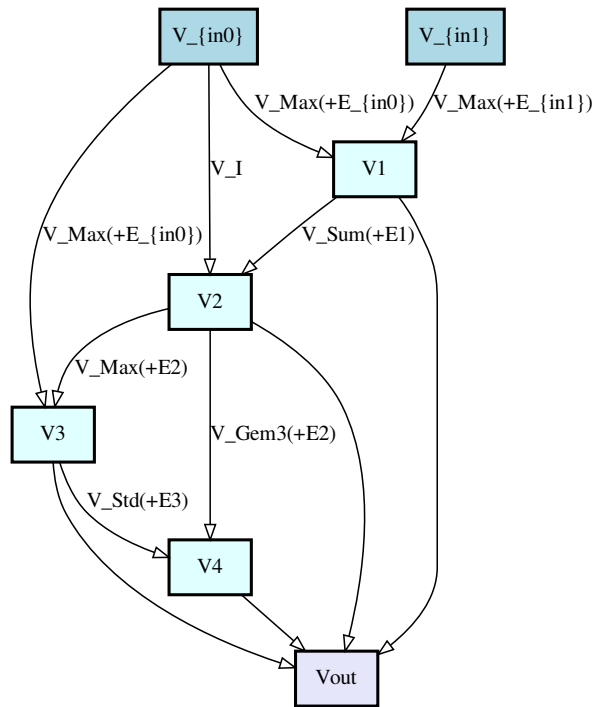 V_{in0}
V_{in1}
V_Max(+E_{in0})
V_Max(+E_{in1})
V1
V_I
V_Max(+E_{in0})
V_Sum(+E1)
V2
V_Max(+E2)
V3
V_Gem3(+E2)
V_Std(+E3)
V4
Vout